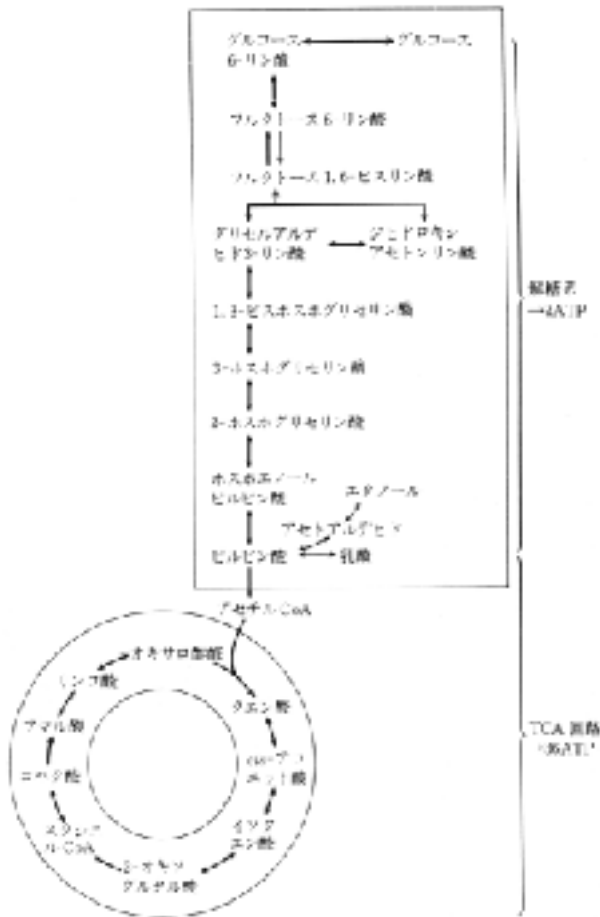 グルコース
6-リン酸
グルコース
フルクトース 6-リン酸
フルクトース 1, 6-ビスリン酸
グリセルアルデ
ヒド3-リン酸
ジヒドロキシ
アセトンリン酸
1, 3-ビスホスホグリセリン酸
3-ホスホグリセリン酸
2-ホスホグリセリン酸
ホスホエノール
ピルビン酸
エタノール
アセトアルデヒド
ピルビン酸
乳酸
解糖系
アセチル CoA
オキサロ酢酸
リンゴ酸
クエン酸
フマル酸
cis-アコ
ニット酸
コハク酸
イソク
エン酸
スクシニ
ル CoA
2-オキソ
グルタル酸
TCA 回路